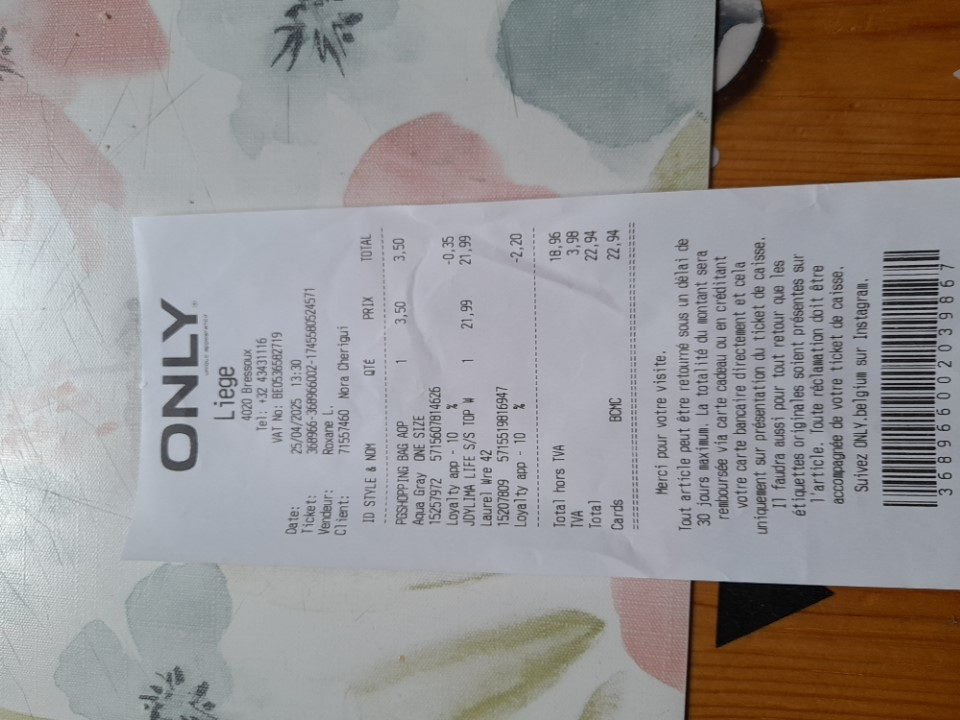 ONLY
Liege
4020 Bressoux
Tel: +32 43431116
VAT No: BE0536582719
Date: 25/04/2025 13:30
Ticket: 368966-368966002-1745580524571
Vendeur: Roxane L.
Client: 71557460 Nora Cherigui
ID STYLE & NOM QTÉ PRIX TOTAL
PGSHOPPING BAG AOP 1 3,50 3,50
Aqua Gray ONE SIZE
15257972 5715607814626
Loyalty app - 10 % -0,35
JDYLIMA LIFE S/S TOP W 1 21,99 21,99
Laurel Wre 42
15207809 5715519816947
Loyalty app - 10 % -2,20
Total hors TVA 18,96
TVA 3,98
Total 22,94
Cards BCMC 22,94
Merci pour votre visite.
Tout article peut être retourné sous un délai de
30 jours maximum. La totalité du montant sera
remboursée via carte cadeau ou en créditant
votre carte bancaire directement et cela
uniquement sur présentation du ticket de caisse.
Il faudra aussi pour tout retour que les
étiquettes originales soient présentes sur
l'article. Toute réclamation doit être
accompagnée de votre ticket de caisse.
Suivez ONLY.belgium sur Instagram.
368966002039867